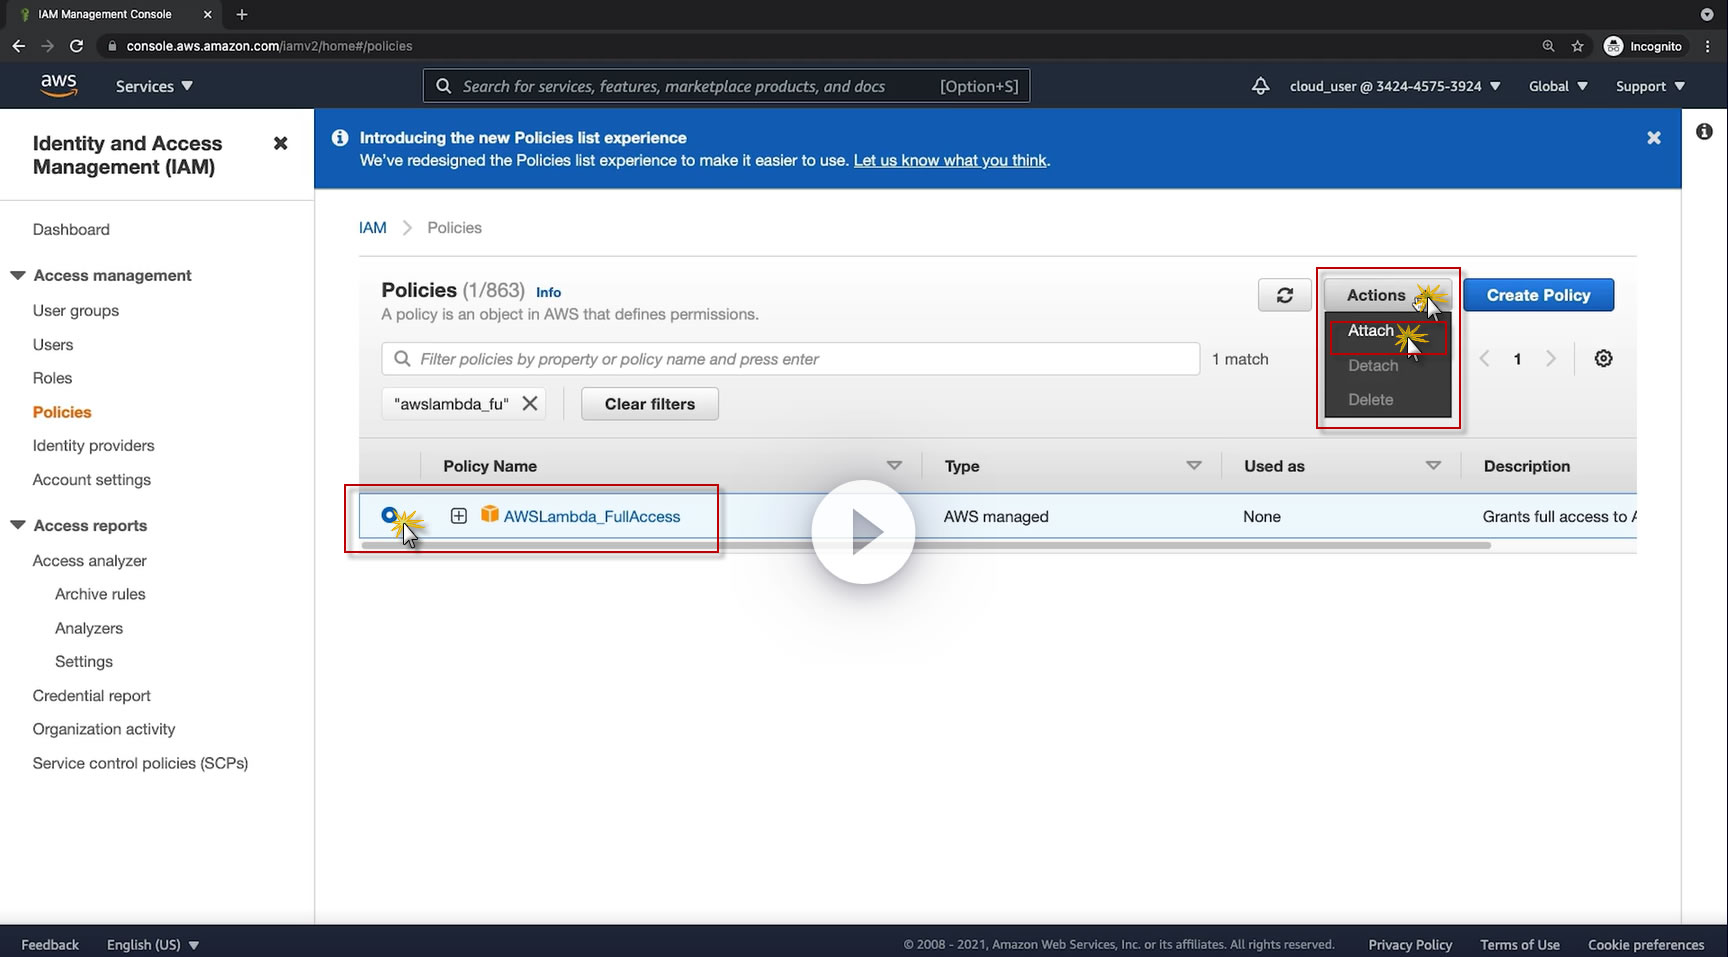 IAM Management Console
console.aws.amazon.com/iamv2/home#/policies
Incognito
aws
Services
Search for services, features, marketplace products, and docs [Option+S]
cloud_user @ 3424-4575-3924
Global
Support
Identity and Access
Management (IAM)
Dashboard
Access management
User groups
Users
Roles
Policies
Identity providers
Account settings
Access reports
Access analyzer
Archive rules
Analyzers
Settings
Credential report
Organization activity
Service control policies (SCPs)
Introducing the new Policies list experience
We've redesigned the Policies list experience to make it easier to use. Let us know what you think.
IAM Policies
Policies (1/863) Info
A policy is an object in AWS that defines permissions.
Actions
Create Policy
Attach
Detach
Delete
Filter policies by property or policy name and press enter
1 match
1
"awslambda_fu"
Clear filters
Policy Name Type Used as Description
AWSLambda_FullAccess AWS managed None Grants full access to A
Feedback English (US) © 2008 - 2021, Amazon Web Services, Inc. or its affiliates. All rights reserved. Privacy Policy Terms of Use Cookie preferences